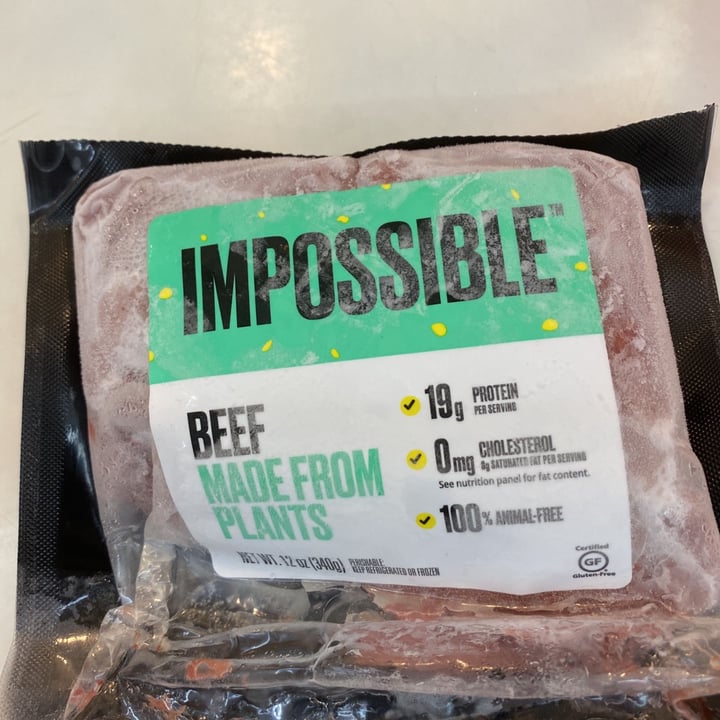 IMPOSSIBLE™
BEEF
MADE FROM
PLANTS
19g PROTEIN
PER SERVING
0mg CHOLESTEROL
8g SATURATED FAT PER SERVING
See nutrition panel for fat content.
100% ANIMAL-FREE
NET WT. 12 oz (340g)
PERISHABLE:
KEEP REFRIGERATED OR FROZEN
Certified
GF
Gluten-Free